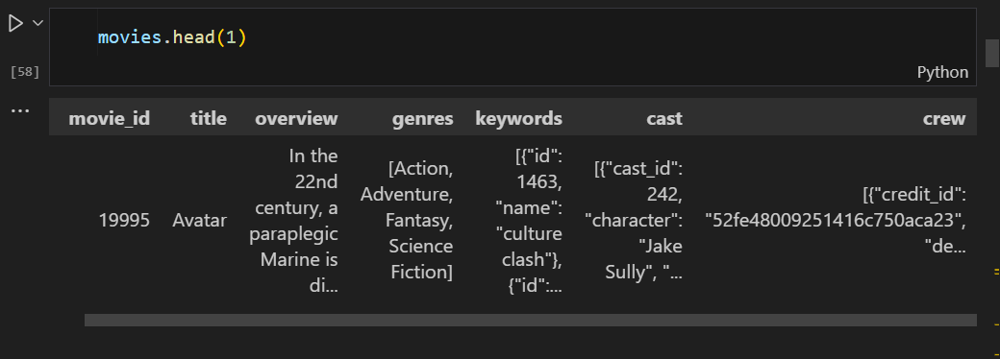 movies.head(1)
[58]
Python
...
movie_id title overview genres keywords cast crew
19995 Avatar
In the
22nd
century, a
paraplegic
Marine is
di...
[Action,
Adventure,
Fantasy,
Science
Fiction]
[{"id":
1463,
"name":
"culture
clash"},
{"id":...
[{"cast_id":
242,
"character":
"Jake
Sully", "...
[{"credit_id":
"52fe48009251416c750aca23",
"de...